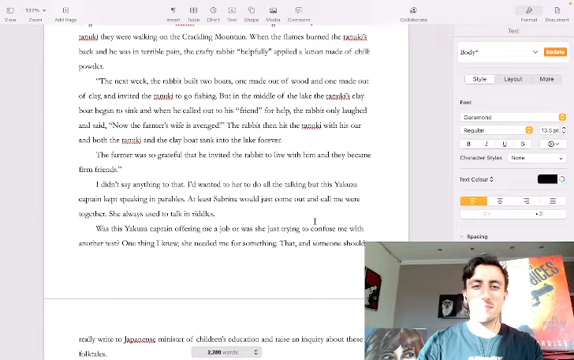 View Zoom Add Page Insert Table Chart Text Shape Media Comment Collaborate Format Document
tanuki they were walking on the Crackling Mountain. When the flames burned the tanuki's
back and he was in terrible pain, the crafty rabbit "helpfully" applied a lotion made of chilli
powder.
"The next week, the rabbit built two boats, one made out of wood and one made out
of clay, and invited the tanuki to go fishing. But in the middle of the lake the tanuki's clay
boat began to sink and when he called out to his "friend" for help, the rabbit only laughed
and said, "Now the farmer's wife is avenged!" The rabbit then hit the tanuki with his oar
and both the tanuki and the clay boat sank into the lake forever.
The farmer was so grateful that he invited the rabbit to live with him and they became
firm friends."
I didn't say anything to that. I'd wanted to her to do all the talking but this Yakuza
captain kept speaking in parables. At least Sabrina would just come out and call me were
together. She always used to talk in riddles.
Was this Yakuza captain offering me a job or was she just trying to confuse me with
another test? One thing I knew, she needed me for something. That, and someone should
really write to Japanese minister of children's education and raise an inquiry about these
folktales.
2,280 words
Text
Body*
Update
Style Layout More
Font
Garamond
Regular 13.5 pt
B I U S
Character Styles None
Text Colour
Spacing